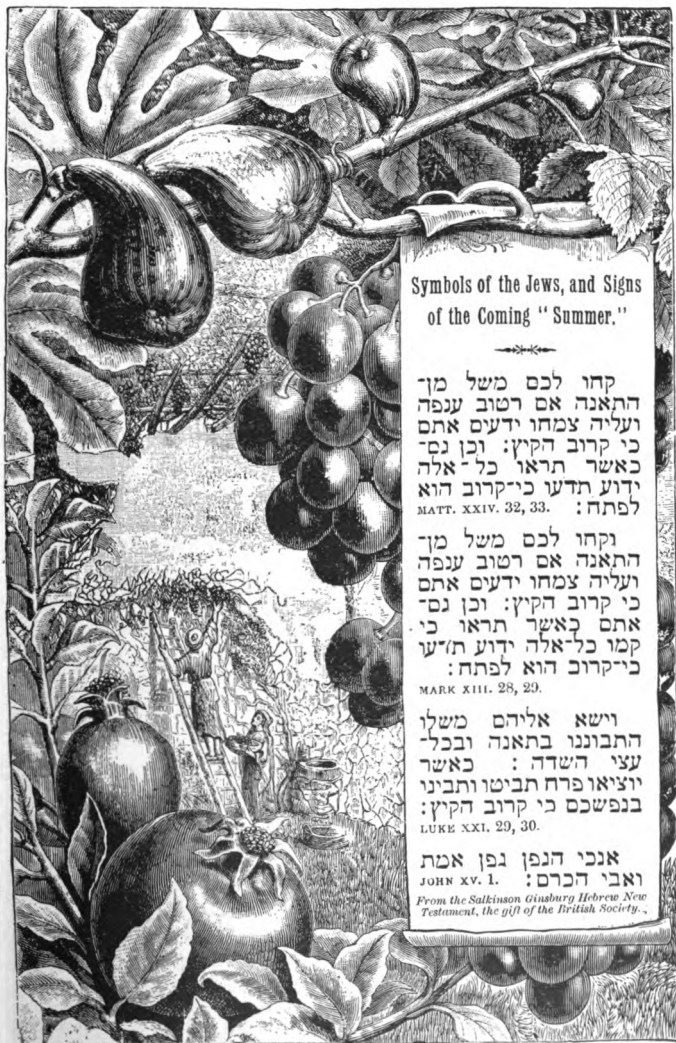 Symbols of the Jews, and Signs
of the Coming "Summer."
קחו לכם משל מן־
התאנה אם רטוב ענפה
ועליה צמחו ידעים אתם
כי קרוב הקיץ׃ וכן גם־
כאשר תראו כל־אלה
ידוע תדעו כי־קרוב הוא
לפתח׃ MATT. XXIV. 32, 33.
וקחו לכם משל מן־
התאנה אם רטוב ענפה
ועליה צמחו ידעים אתם
כי קרוב הקיץ׃ וכן גם־
אתם כאשר תראו כי
קמו כל־אלה ידוע
כי־קרוב הוא לפתח׃
MARK XIII. 28, 29.
וישא אליהם משלו
התבוננו בתאנה ובכל־
עצי השדה׃ כאשר
יוציאו פרח תביטו ותבינו
בנפשכם כי קרוב הקיץ׃
LUKE XXI. 29, 30.
אנכי הגפן גפן אמת
ואבי הכרם׃ JOHN XV. 1.
From the Salkinson Ginsburg Hebrew New
Testament, the gift of the British Society.